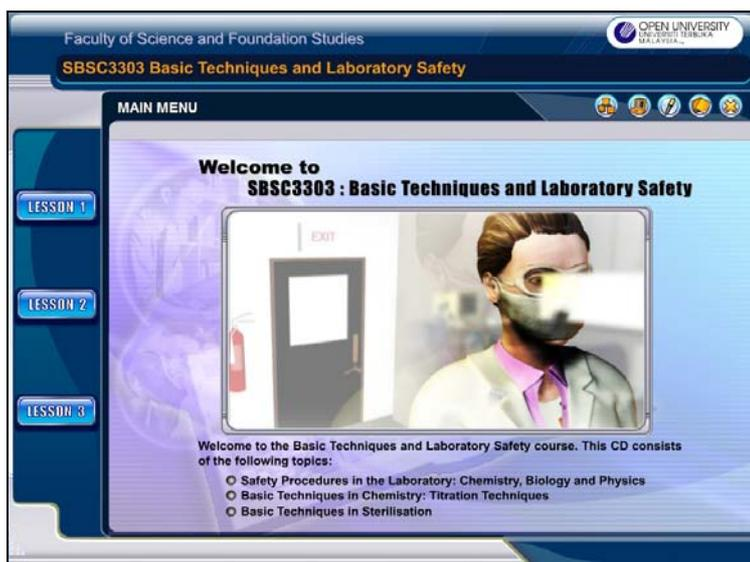 Faculty of Science and Foundation Studies
OPEN UNIVERSITY
UNIVERSITI TERBUKA
MALAYSIA
SBSC3303 Basic Techniques and Laboratory Safety
MAIN MENU
LESSON 1
LESSON 2
LESSON 3
Welcome to
SBSC3303 : Basic Techniques and Laboratory Safety
EXIT
Welcome to the Basic Techniques and Laboratory Safety course. This CD consists
of the following topics:
Safety Procedures in the Laboratory: Chemistry, Biology and Physics
Basic Techniques in Chemistry: Titration Techniques
Basic Techniques in Sterilisation